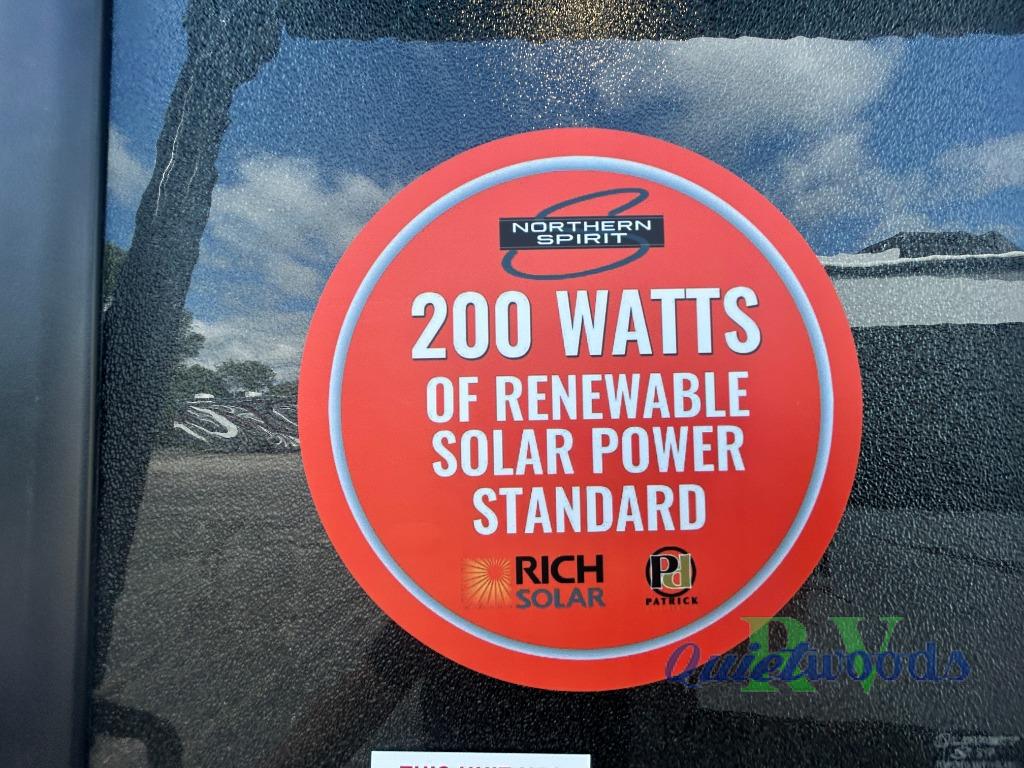 NORTHERN
SPIRIT
200 WATTS
OF RENEWABLE
SOLAR POWER
STANDARD
RICH
SOLAR
Pd
PATRICK
RV
Quietwoods